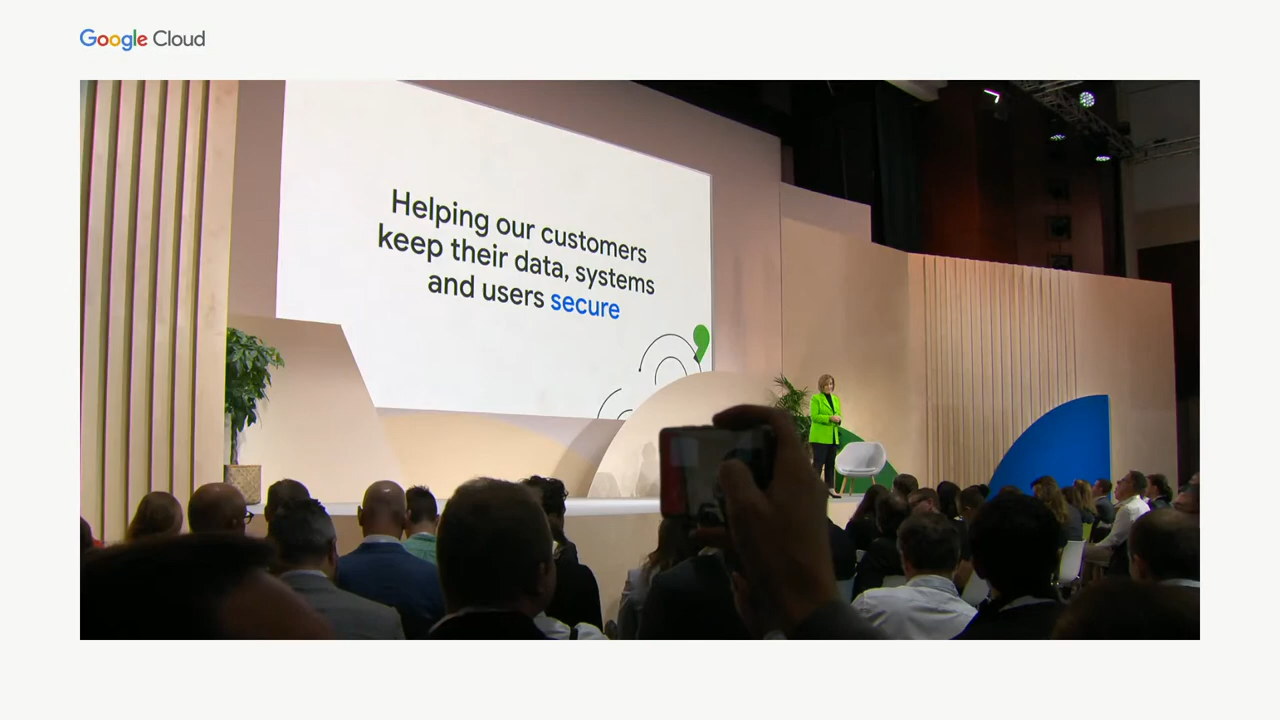 Google Cloud
Helping our customers
keep their data, systems
and users secure